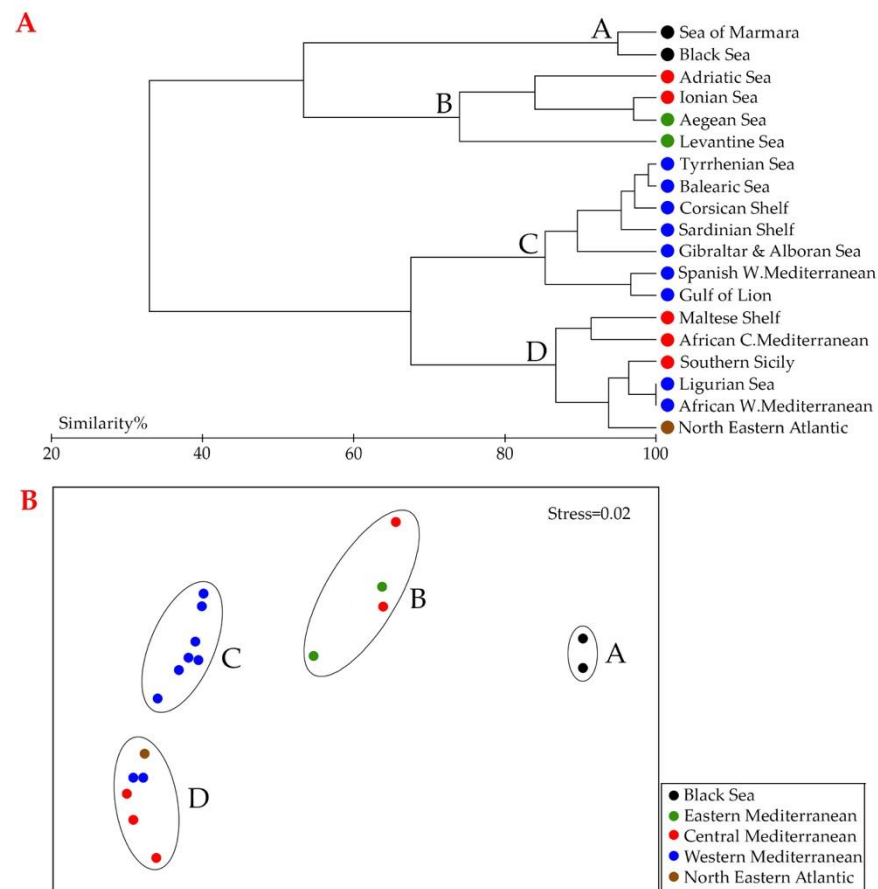 A
A
Sea of Marmara
Black Sea
Adriatic Sea
B
Ionian Sea
Aegean Sea
Levantine Sea
Tyrrhenian Sea
Balearic Sea
Corsican Shelf
Sardinian Shelf
C
Gibraltar & Alboran Sea
Spanish W.Mediterranean
Gulf of Lion
Maltese Shelf
African C.Mediterranean
D
Southern Sicily
Ligurian Sea
African W.Mediterranean
North Eastern Atlantic
Similarity%
20 40 60 80 100
B
Stress=0.02
B
A
C
D
Black Sea
Eastern Mediterranean
Central Mediterranean
Western Mediterranean
North Eastern Atlantic